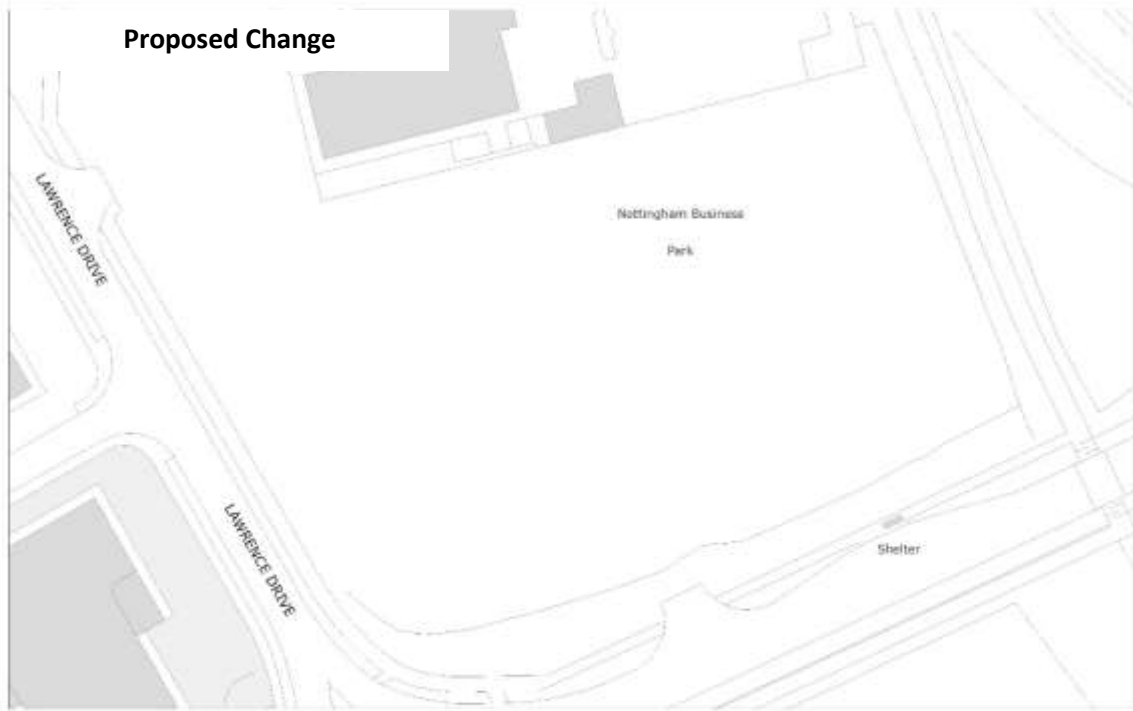 Proposed Change
LAWRENCE DRIVE
Nottingham Business
Park
LAWRENCE DRIVE
Shelter